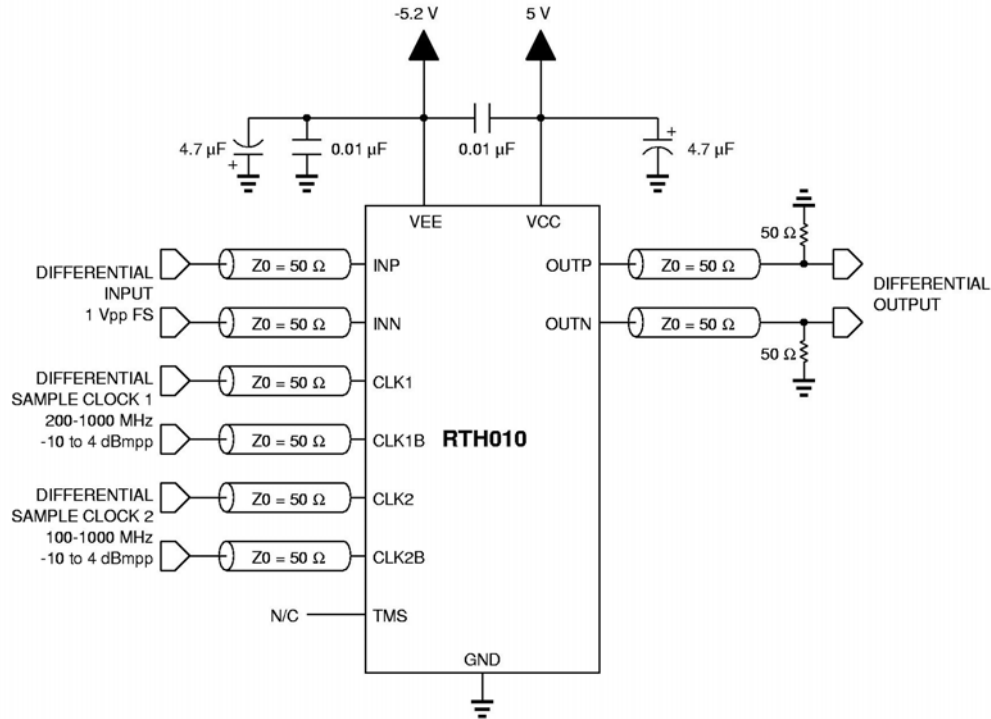 -5.2 V
5 V
4.7 μF
+
0.01 μF
0.01 μF
+
4.7 μF
VEE
VCC
50 Ω
DIFFERENTIAL
INPUT
1 Vpp FS
Z0 = 50 Ω
INP
OUTP
Z0 = 50 Ω
DIFFERENTIAL
OUTPUT
Z0 = 50 Ω
INN
OUTN
Z0 = 50 Ω
50 Ω
DIFFERENTIAL
SAMPLE CLOCK 1
200-1000 MHz
-10 to 4 dBmpp
Z0 = 50 Ω
CLK1
Z0 = 50 Ω
CLK1B
RTH010
DIFFERENTIAL
SAMPLE CLOCK 2
100-1000 MHz
-10 to 4 dBmpp
Z0 = 50 Ω
CLK2
Z0 = 50 Ω
CLK2B
N/C
TMS
GND